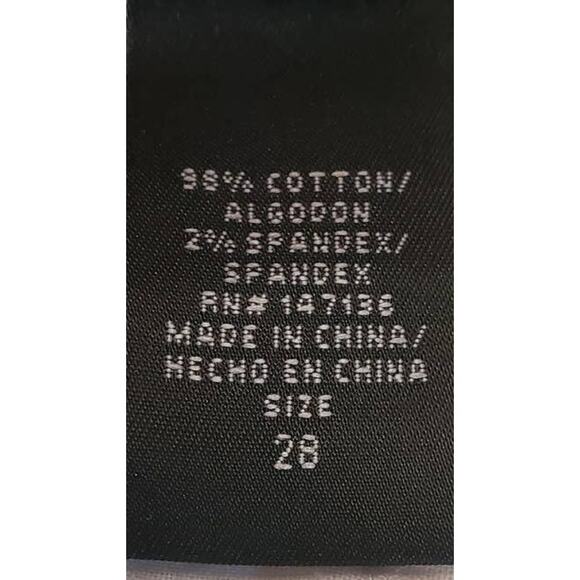 98% COTTON/
ALGODON
2% SPANDEX/
SPANDEX
RN# 147136
MADE IN CHINA/
HECHO EN CHINA
SIZE
28